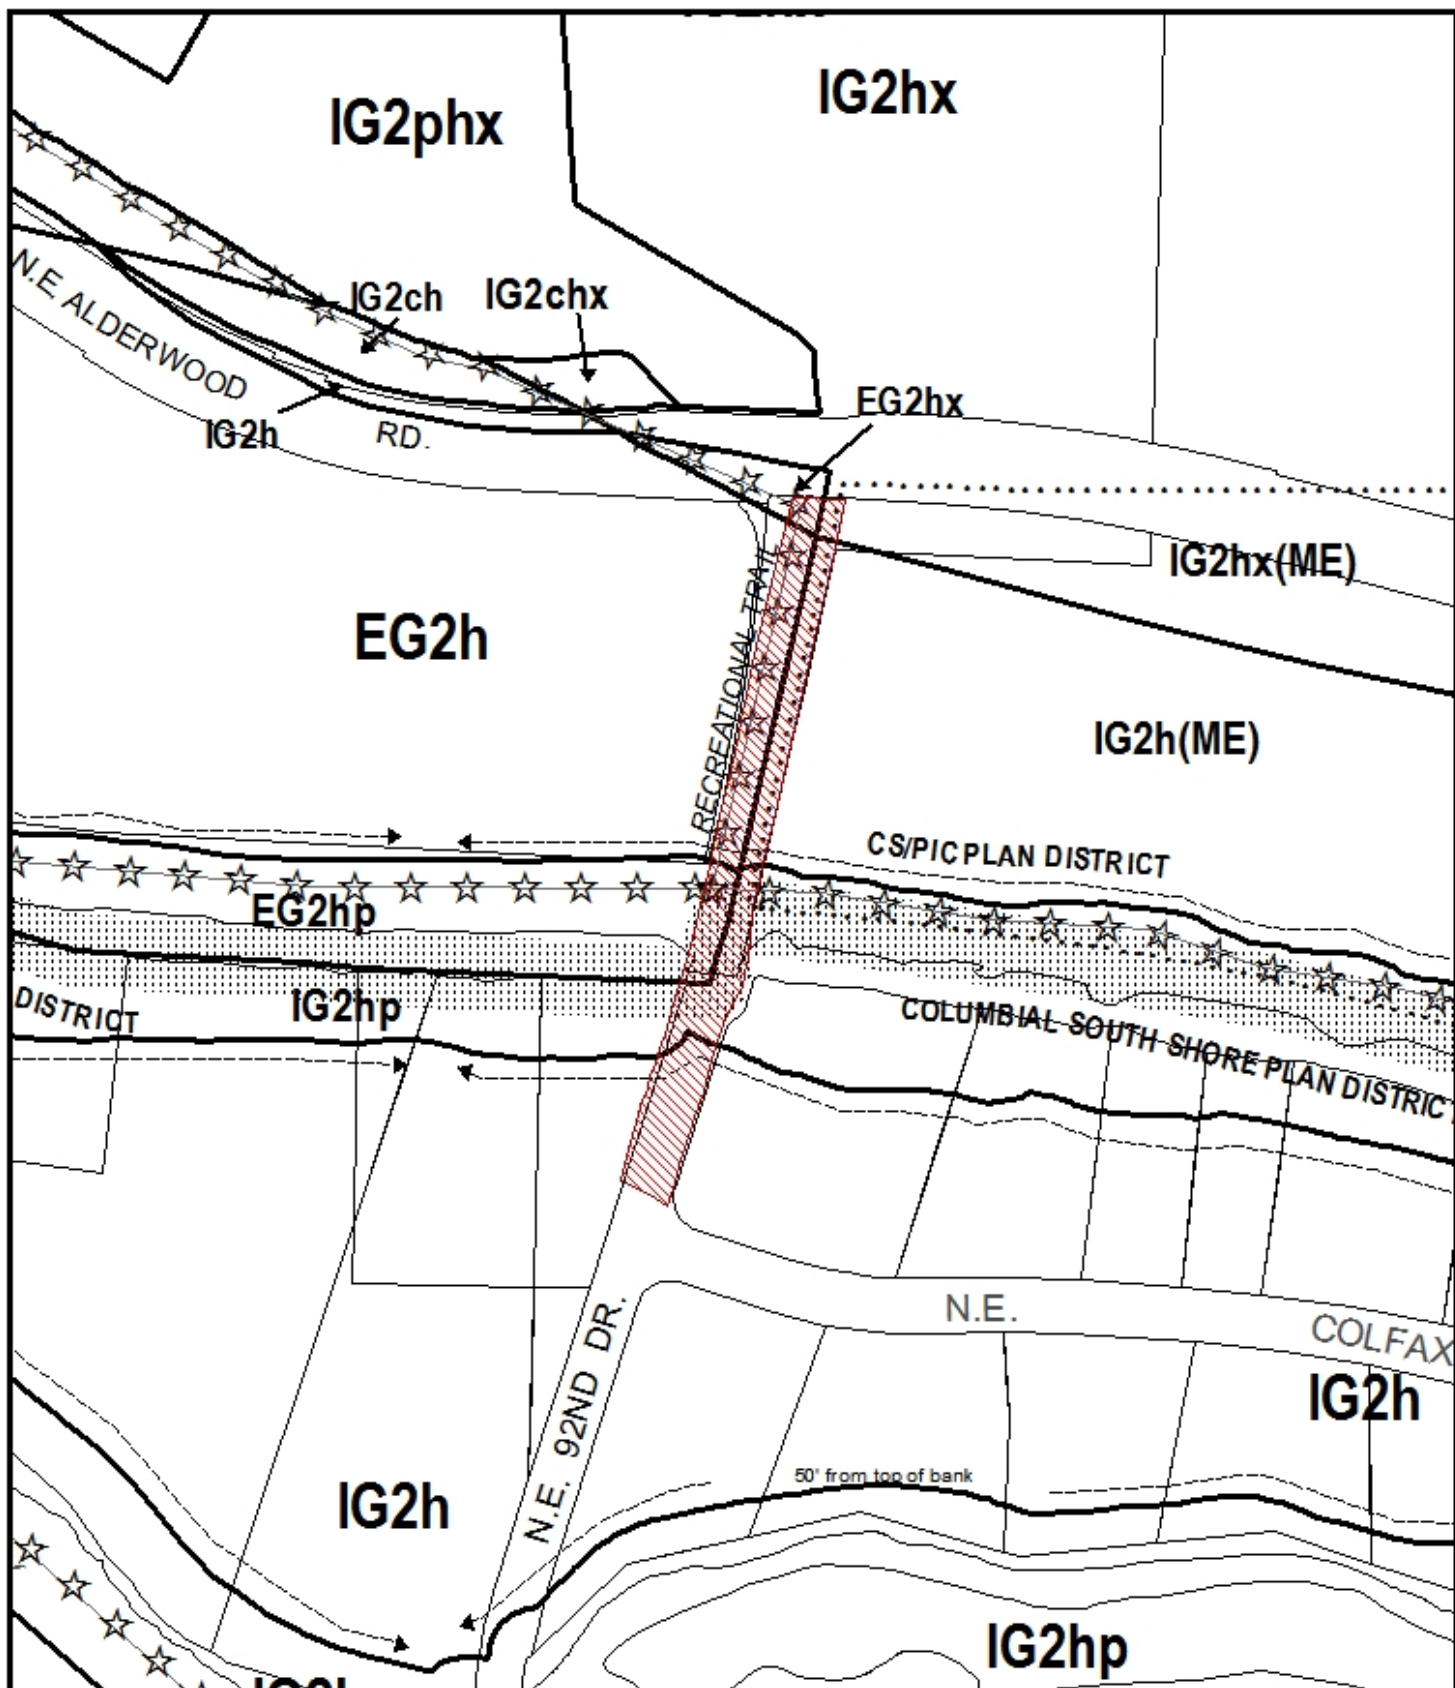 IG2hx
IG2phx
IG2ch
IG2chx
N.E. ALDERWOOD
RD.
IG2h
EG2hx
IG2hx(ME)
RECREATIONAL TRAIL
EG2h
IG2h(ME)
CS/PIC PLAN DISTRICT
EG2hp
IG2hp
DISTRICT
COLUMBIAL SOUTH SHORE PLAN DISTRICT
N.E.
COLFAX
N.E. 92ND DR.
IG2h
50' from top of bank
IG2h
IG2hp